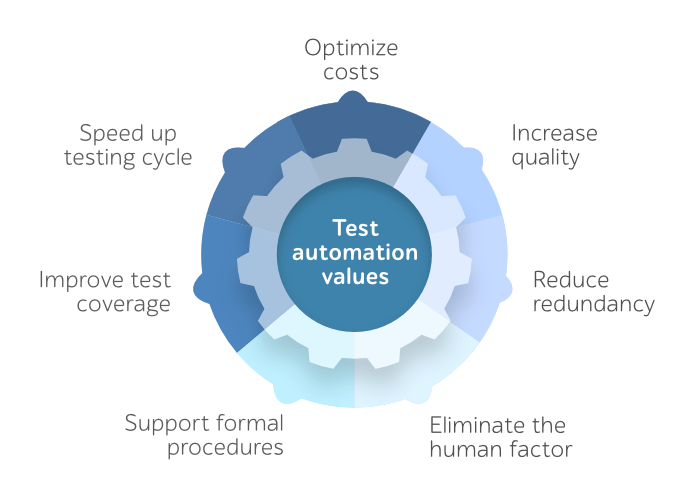 Optimize
costs
Speed up
testing cycle
Increase
quality
Test
automation
values
Improve test
coverage
Reduce
redundancy
Support formal
procedures
Eliminate the
human factor